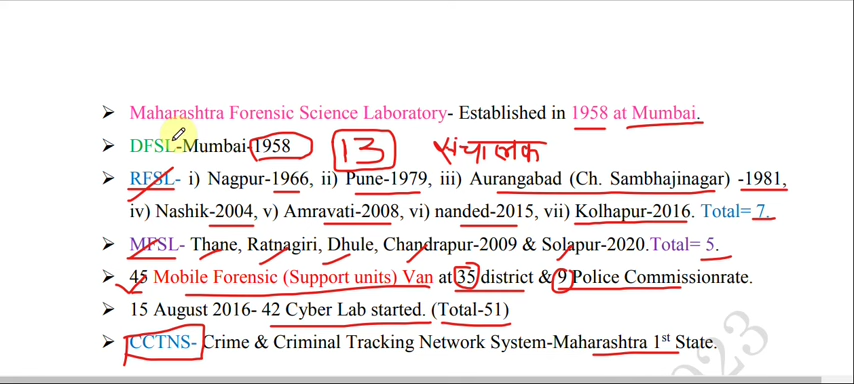 ➢ Maharashtra Forensic Science Laboratory- Established in 1958 at Mumbai.
➢ DFSL-Mumbai-1958 13 संचालक
➢ RFSL- i) Nagpur-1966, ii) Pune-1979, iii) Aurangabad (Ch. Sambhajinagar) -1981,
iv) Nashik-2004, v) Amravati-2008, vi) nanded-2015, vii) Kolhapur-2016. Total= 7.
➢ MFSL- Thane, Ratnagiri, Dhule, Chandrapur-2009 & Solapur-2020.Total= 5.
➢ 45 Mobile Forensic (Support units) Van at 35 district & 9 Police Commissionrate.
➢ 15 August 2016- 42 Cyber Lab started. (Total-51)
➢ CCTNS- Crime & Criminal Tracking Network System-Maharashtra 1st State.
2023